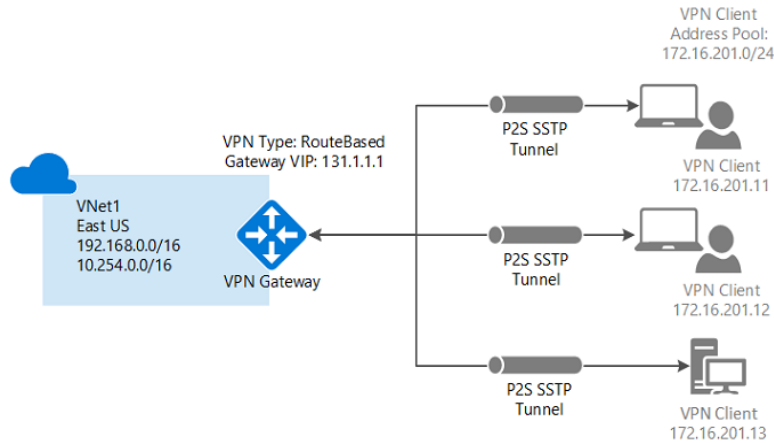 VPN Client
Address Pool:
172.16.201.0/24
P2S SSTP
Tunnel
VPN Type: RouteBased
Gateway VIP: 131.1.1.1
VPN Client
172.16.201.11
VNet1
East US
192.168.0.0/16
10.254.0.0/16
VPN Gateway
P2S SSTP
Tunnel
VPN Client
172.16.201.12
P2S SSTP
Tunnel
VPN Client
172.16.201.13